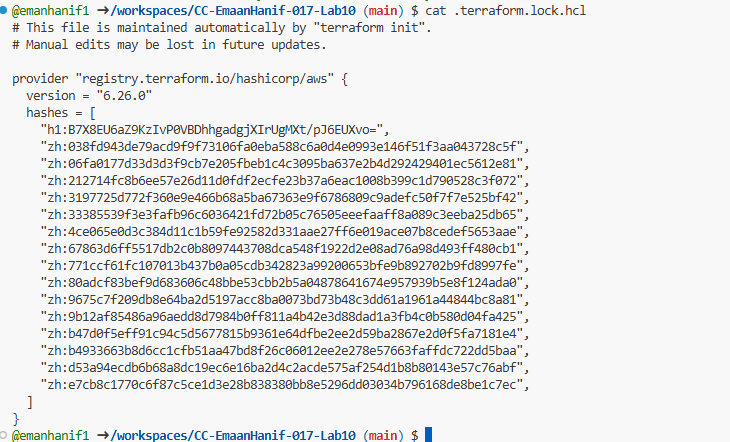 @emanhanif1 ➜/workspaces/CC-EmaanHanif-017-Lab10 (main) $ cat .terraform.lock.hcl
# This file is maintained automatically by "terraform init".
# Manual edits may be lost in future updates.
provider "registry.terraform.io/hashicorp/aws" {
version = "6.26.0"
hashes = [
"h1:B7X8EU6aZ9KzIvP0VBDhhgadgjXIrUgMXt/pJ6EUXvo=",
"zh:038fd943de79acd9f9f73106fa0eba588c6a0d4e0993e146f51f3aa043728c5f",
"zh:06fa0177d33d3d3f9cb7e205fbeb1c4c3095ba637e2b4d292429401ec5612e81",
"zh:212714fc8b6ee57e26d11d0fdf2ecfe23b37a6eac1008b399c1d790528c3f072",
"zh:3197725d772f360e9e466b68a5ba67363e9f6786809c9adefc50f7f7e525bf42",
"zh:33385539f3e3fafb96c6036421fd72b05c76505eeefaaff8a089c3eeba25db65",
"zh:4ce065e0d3c384d11c1b59fe92582d331aae27ff6e019ace07b8cedef5653aae",
"zh:67863d6ff5517db2c0b8097443708dca548f1922d2e08ad76a98d493ff480cb1",
"zh:771ccf61fc107013b437b0a05cdb342823a99200653bfe9b892702b9fd8997fe",
"zh:80adcf83bef9d683606c48bbe53cbb2b5a04878641674e957939b5e8f124ada0",
"zh:9675c7f209db8e64ba2d5197acc8ba0073bd73b48c3dd61a1961a44844bc8a81",
"zh:9b12af85486a96aedd8d7984b0ff811a4b42e3d88dad1a3fb4c0b580d04fa425",
"zh:b47d0f5eff91c94c5d5677815b9361e64dfbe2ee2d59ba2867e2d0f5fa7181e4",
"zh:b4933663b8d6cc1cfb51aa47bd8f26c06012ee2e278e57663faffdc722dd5baa",
"zh:d53a94ecdb6b68a8dc19ec6e16ba2d4c2acde575af254d1b8b80143e57c76abf",
"zh:e7cb8c1770c6f87c5ce1d3e28b838380bb8e5296dd03034b796168de8be1c7ec",
]
}
@emanhanif1 ➜/workspaces/CC-EmaanHanif-017-Lab10 (main) $